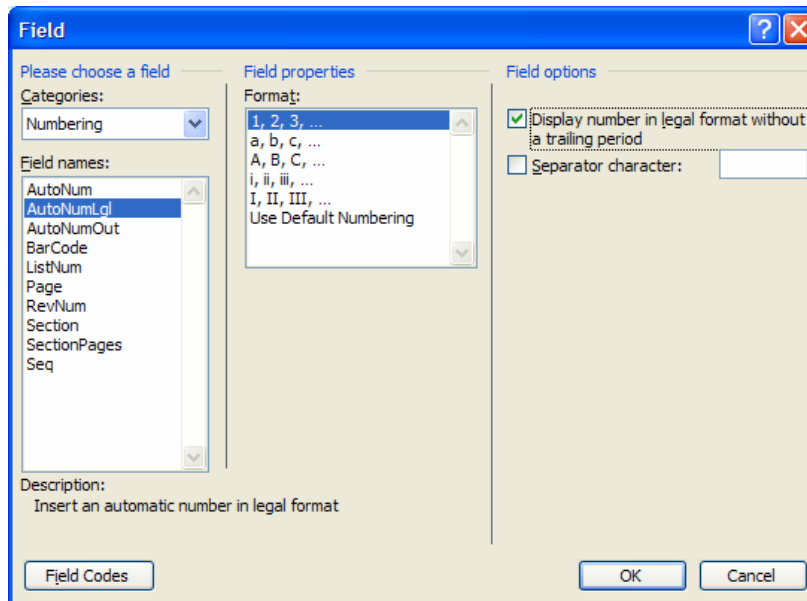 Field
Please choose a field
Categories:
Numbering
Field names:
AutoNum
AutoNumLgl
AutoNumOut
BarCode
ListNum
Page
RevNum
Section
SectionPages
Seq
Field properties
Format:
1, 2, 3, ...
a, b, c, ...
A, B, C, ...
i, ii, iii, ...
I, II, III, ...
Use Default Numbering
Field options
Display number in legal format without
a trailing period
Separator character:
Description:
Insert an automatic number in legal format
Field Codes
OK
Cancel